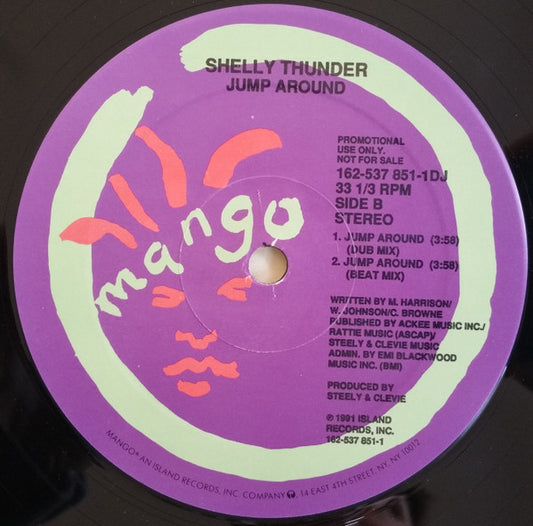 SHELLY THUNDER
JUMP AROUND
PROMOTIONAL
USE ONLY.
NOT FOR SALE
162-537 851-1DJ
33 1/3 RPM
SIDE B
STEREO
mango
1. JUMP AROUND (3:58)
(DUB MIX)
2. JUMP AROUND (3:58)
(BEAT MIX)
WRITTEN BY M. HARRISON/
W. JOHNSON/C. BROWNE
PUBLISHED BY ACKEE MUSIC INC./
RATTIE MUSIC (ASCAP)/
STEELY & CLEVIE MUSIC
ADMIN. BY EMI BLACKWOOD
MUSIC INC. (BMI)
PRODUCED BY
STEELY & CLEVIE
℗ 1991 ISLAND
RECORDS, INC.
162-537 851-1
MANGO® AN ISLAND RECORDS, INC. COMPANY, 14 EAST 4TH STREET, NY, NY 10012